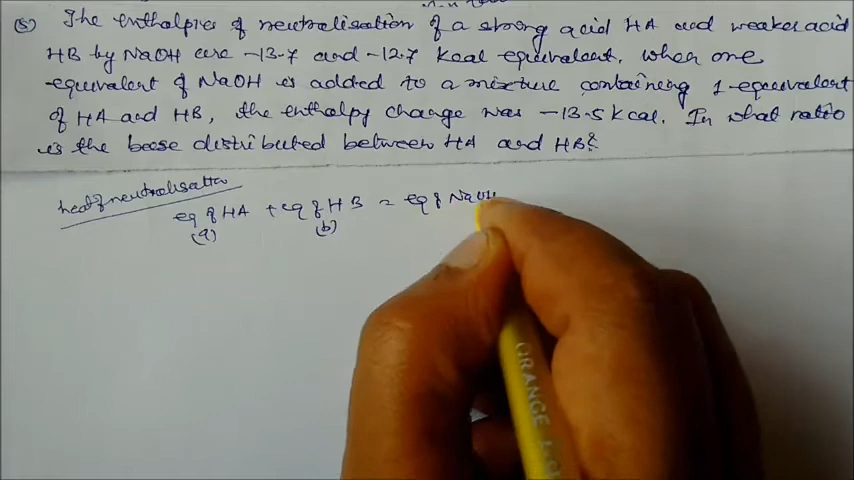 (5) The enthalpies of neutralisation of a strong acid HA and weaker acid
HB by NaOH are -13.7 and -12.7 Kcal equivalent. when one
equivalent of NaOH is added to a mixture containing 1-equivalent
of HA and HB, the enthalpy change was -13.5 Kcal. In what ratio
is the base distributed between HA and HB?
heat of neutralisation
eq of HA + eq of HB = eq of NaOH
(a) (b)
ORANGE